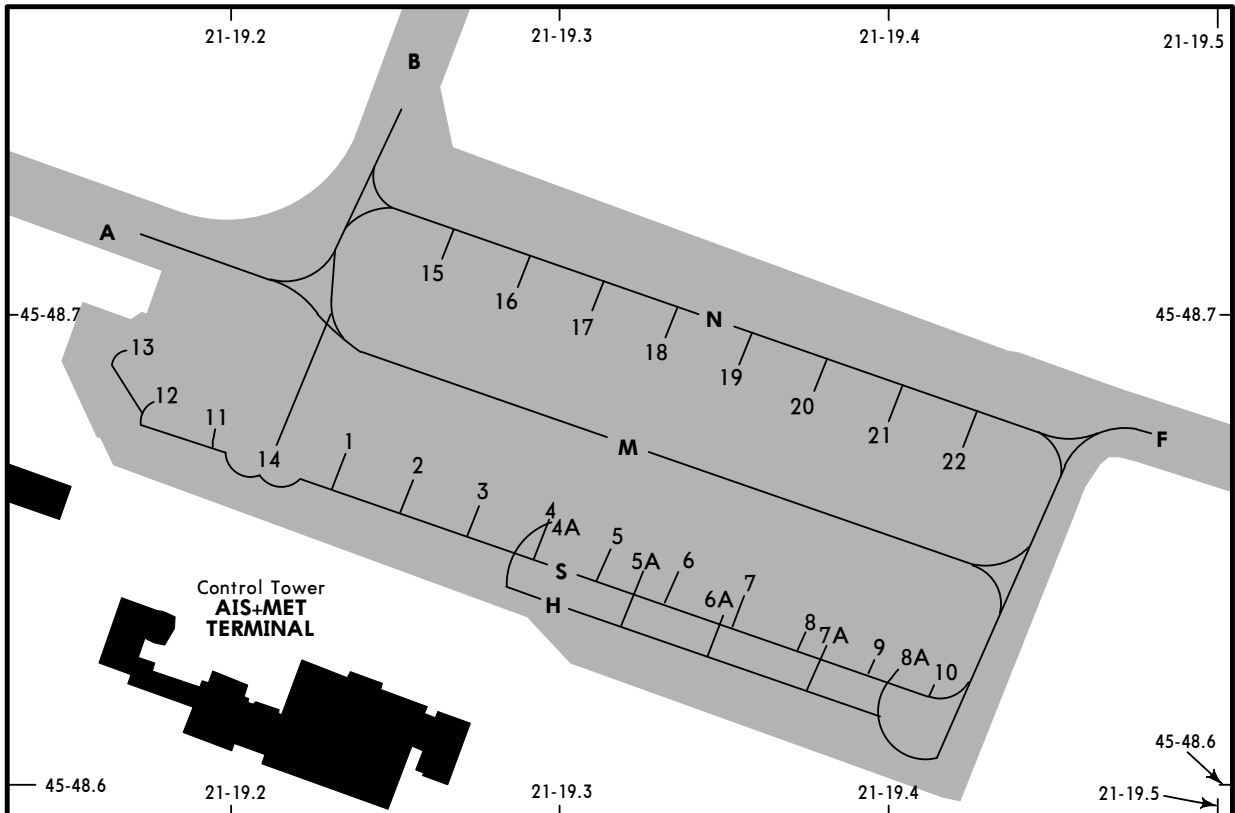 21-19.2
21-19.3
21-19.4
21-19.5
B
A
15
16
17
18
N
19
20
21
22
F
45-48.7
45-48.7
13
12
11
14
1
2
3
M
4
4A
5
5A
6
6A
7
8
7A
9
8A
10
S
H
Control Tower
AIS+MET
TERMINAL
45-48.6
45-48.6
21-19.2
21-19.3
21-19.4
21-19.5